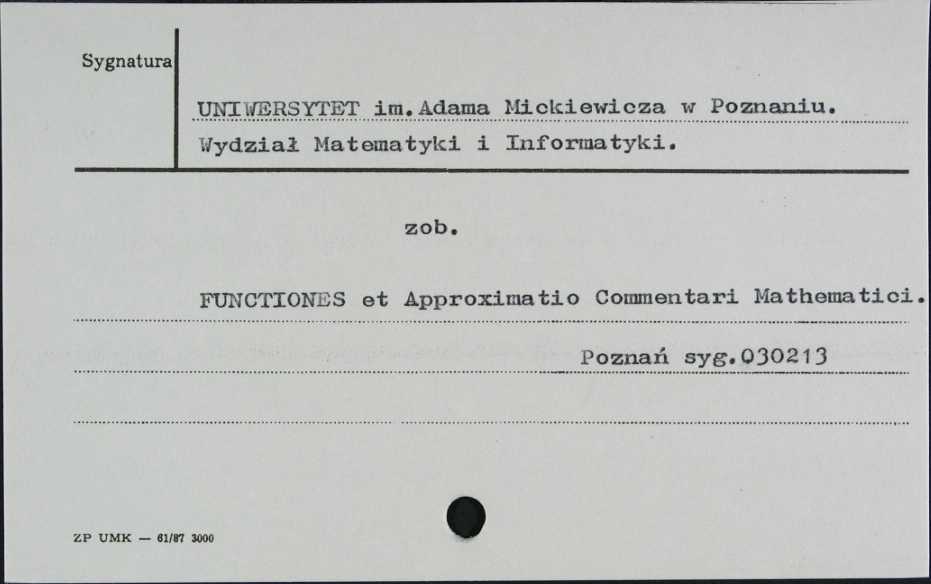 Sygnatura
UNIWERSYTET im.Adama Mickiewicza w Poznaniu.
Wydział Matematyki i Informatyki.
zob.
FUNCTIONES et Approximatio Commentari Mathematici.
Poznań syg.030213
ZP UMK — 61/87 3000